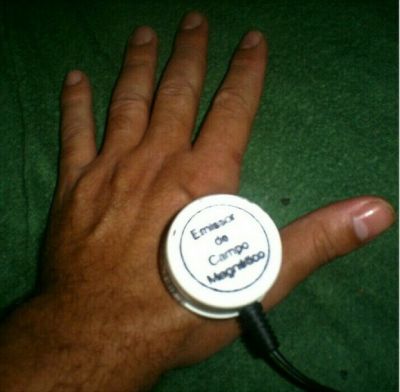 Emissor
de
Campo
Magnético